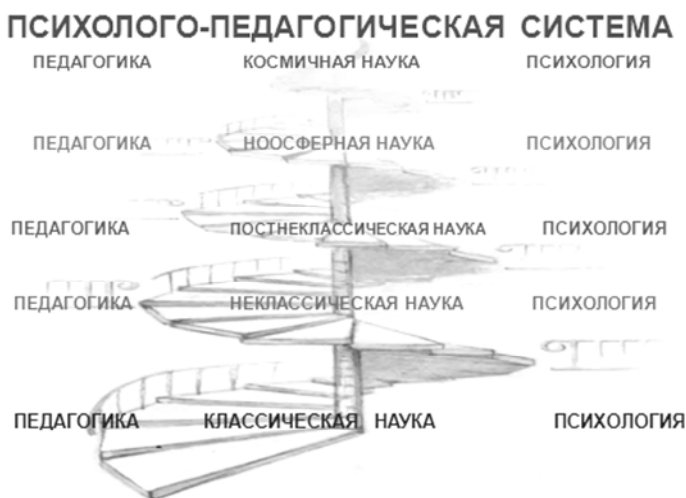 ПСИХОЛОГО-ПЕДАГОГИЧЕСКАЯ СИСТЕМА
ПЕДАГОГИКА КОСМИЧНАЯ НАУКА ПСИХОЛОГИЯ
ПЕДАГОГИКА НООСФЕРНАЯ НАУКА ПСИХОЛОГИЯ
ПЕДАГОГИКА ПОСТНЕКЛАССИЧЕСКАЯ НАУКА ПСИХОЛОГИЯ
ПЕДАГОГИКА НЕКЛАССИЧЕСКАЯ НАУКА ПСИХОЛОГИЯ
ПЕДАГОГИКА КЛАССИЧЕСКАЯ НАУКА ПСИХОЛОГИЯ